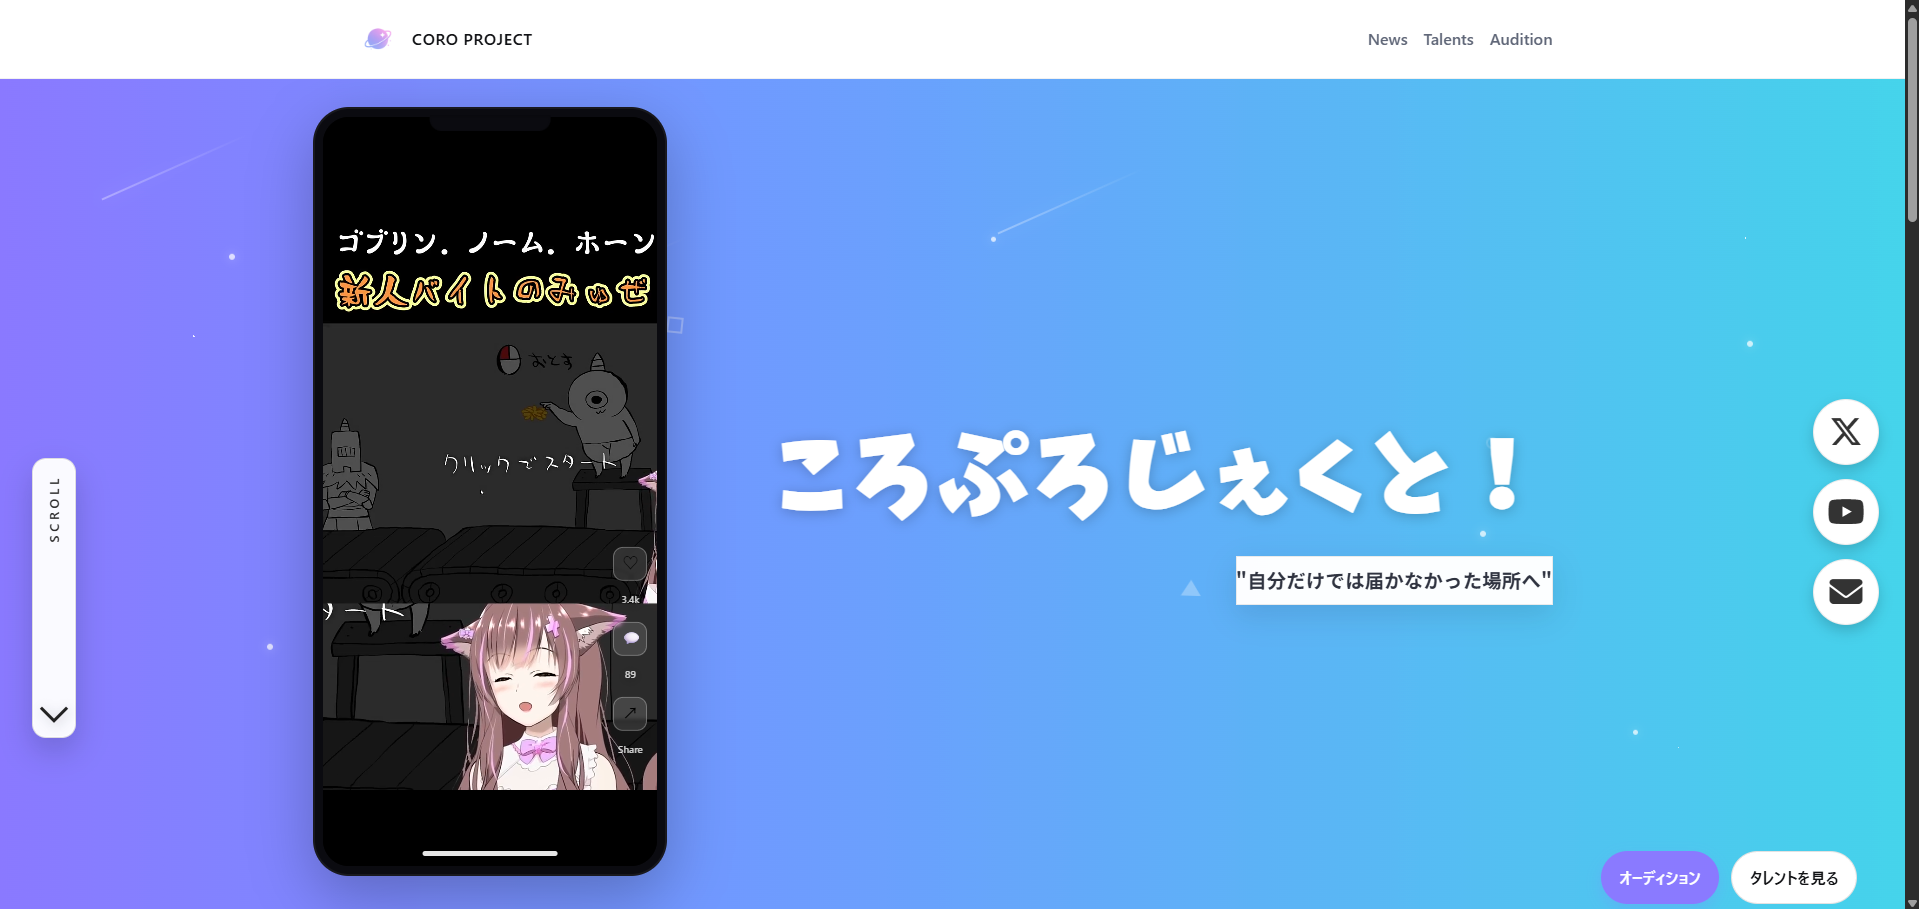 CORO PROJECT
News Talents Audition
ゴブリン．ノーム．ホーン
新人バイトのみゅぜ
おとす
クリックでスタート
3.4k
タート
89
Share
SCROLL
ころぷろじぇくと！
"自分だけでは届かなかった場所へ"
オーディション
タレントを見る